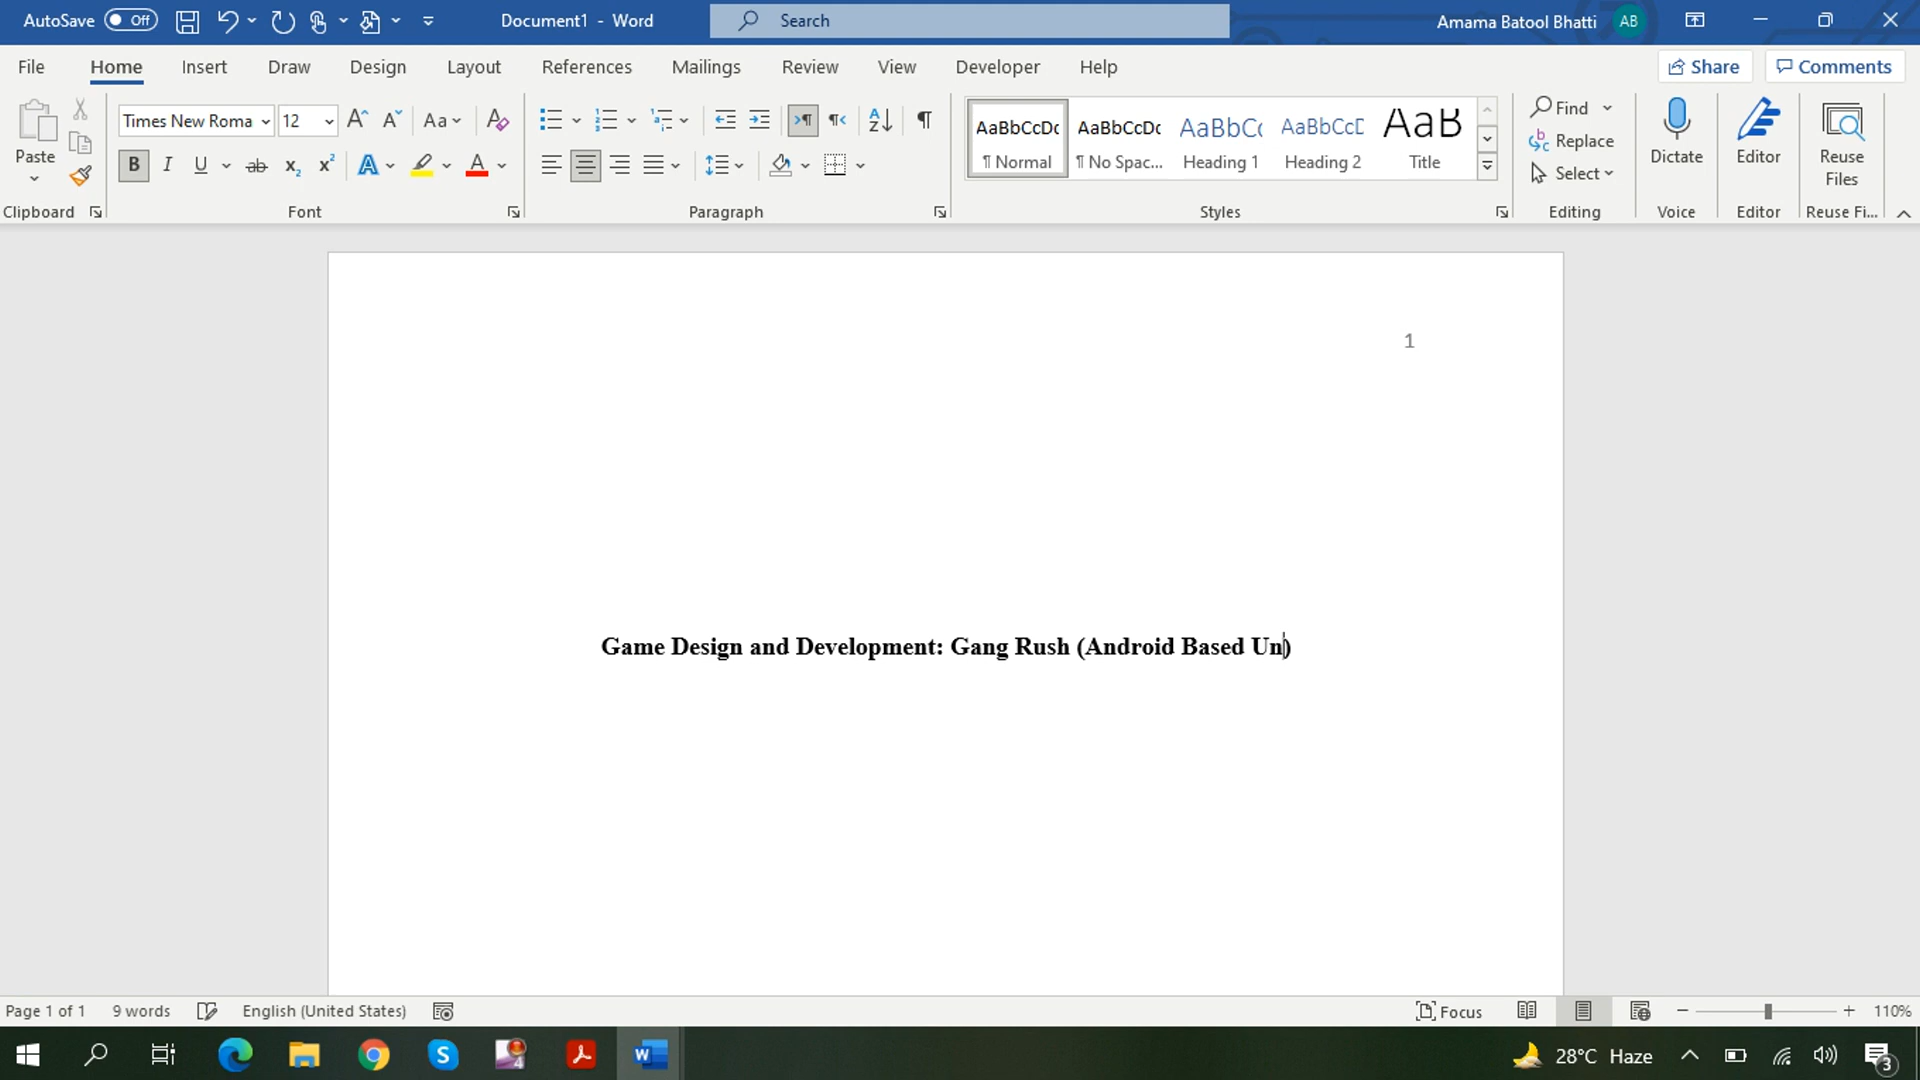 AutoSave Off Document1 - Word Search Amama Batool Bhatti AB
File Home Insert Draw Design Layout References Mailings Review View Developer Help Share Comments
Paste
Clipboard
Times New Roma 12 Aa
B I U ab x₂ x² A A
Font
Paragraph
AaBbCcDc AaBbCcDc AaBbCc AaBbCcD AaB
¶ Normal ¶ No Spac... Heading 1 Heading 2 Title
Styles
Find
Replace
Select
Editing
Dictate
Voice
Editor
Editor
Reuse
Files
Reuse Fi...
1
Game Design and Development: Gang Rush (Android Based Un)
Page 1 of 1 9 words English (United States) Focus 110%
28°C Haze 3